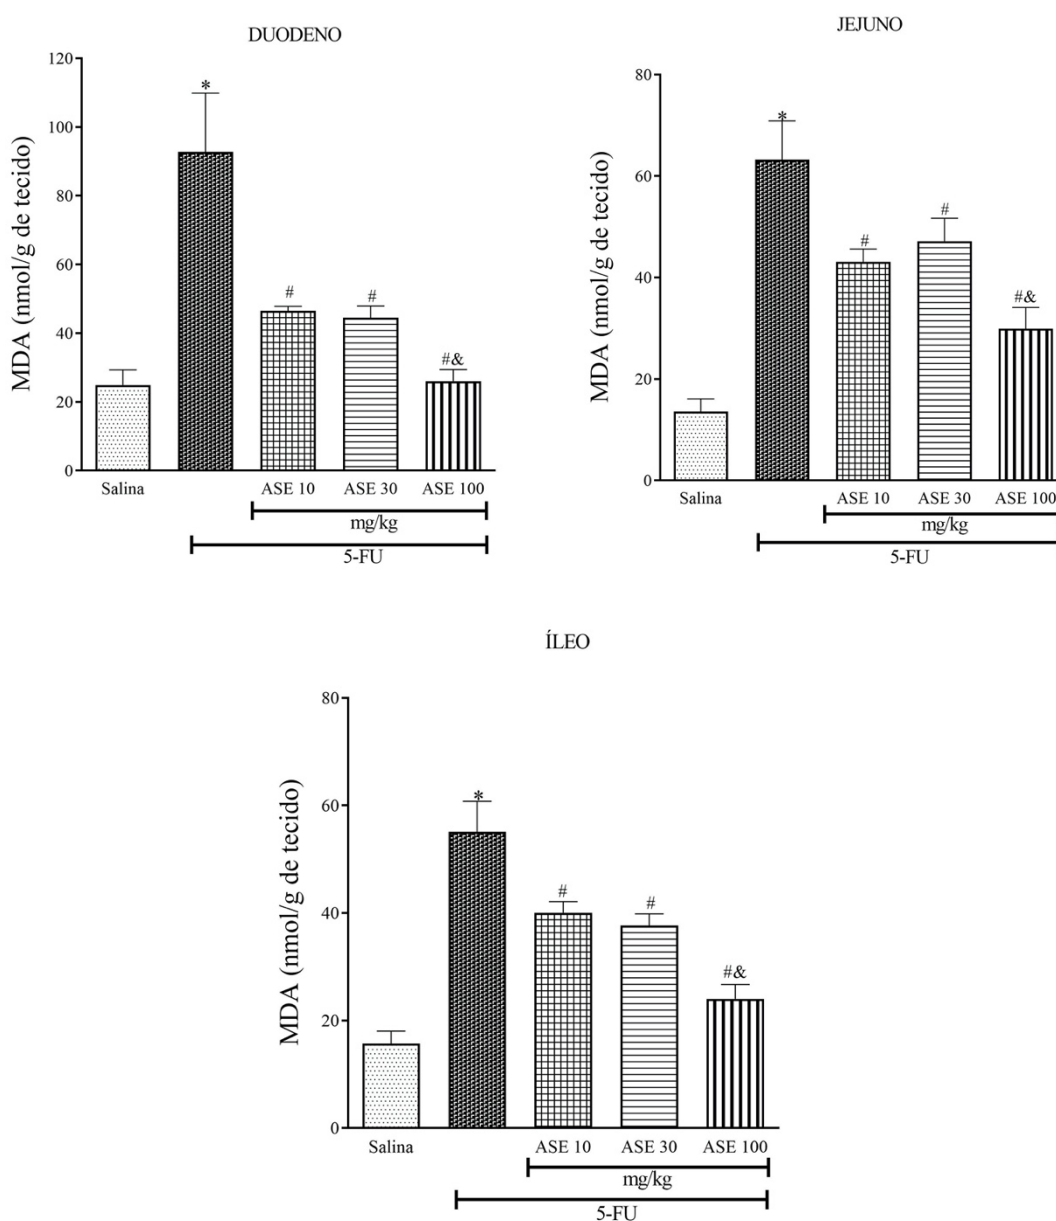 DUODENO
MDA (nmol/g de tecido)
120
100
80
60
40
20
0
*
#
#
#&
Salina
ASE 10
ASE 30
ASE 100
mg/kg
5-FU
JEJUNO
MDA (nmol/g de tecido)
80
60
40
20
0
*
#
#
#&
Salina
ASE 10
ASE 30
ASE 100
mg/kg
5-FU
ÍLEO
MDA (nmol/g de tecido)
80
60
40
20
0
*
#
#
#&
Salina
ASE 10
ASE 30
ASE 100
mg/kg
5-FU